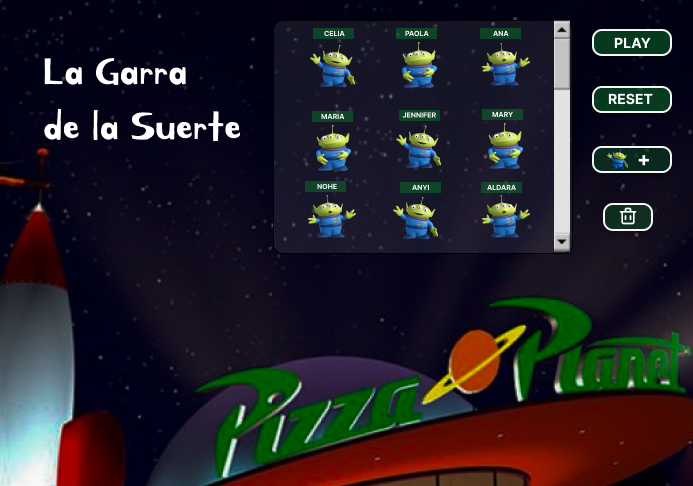 La Garra
de la Suerte
CELIA PAOLA ANA
MARIA JENNIFER MARY
NOHE ANYI ALDARA
PLAY
RESET
+
Pizza Planet